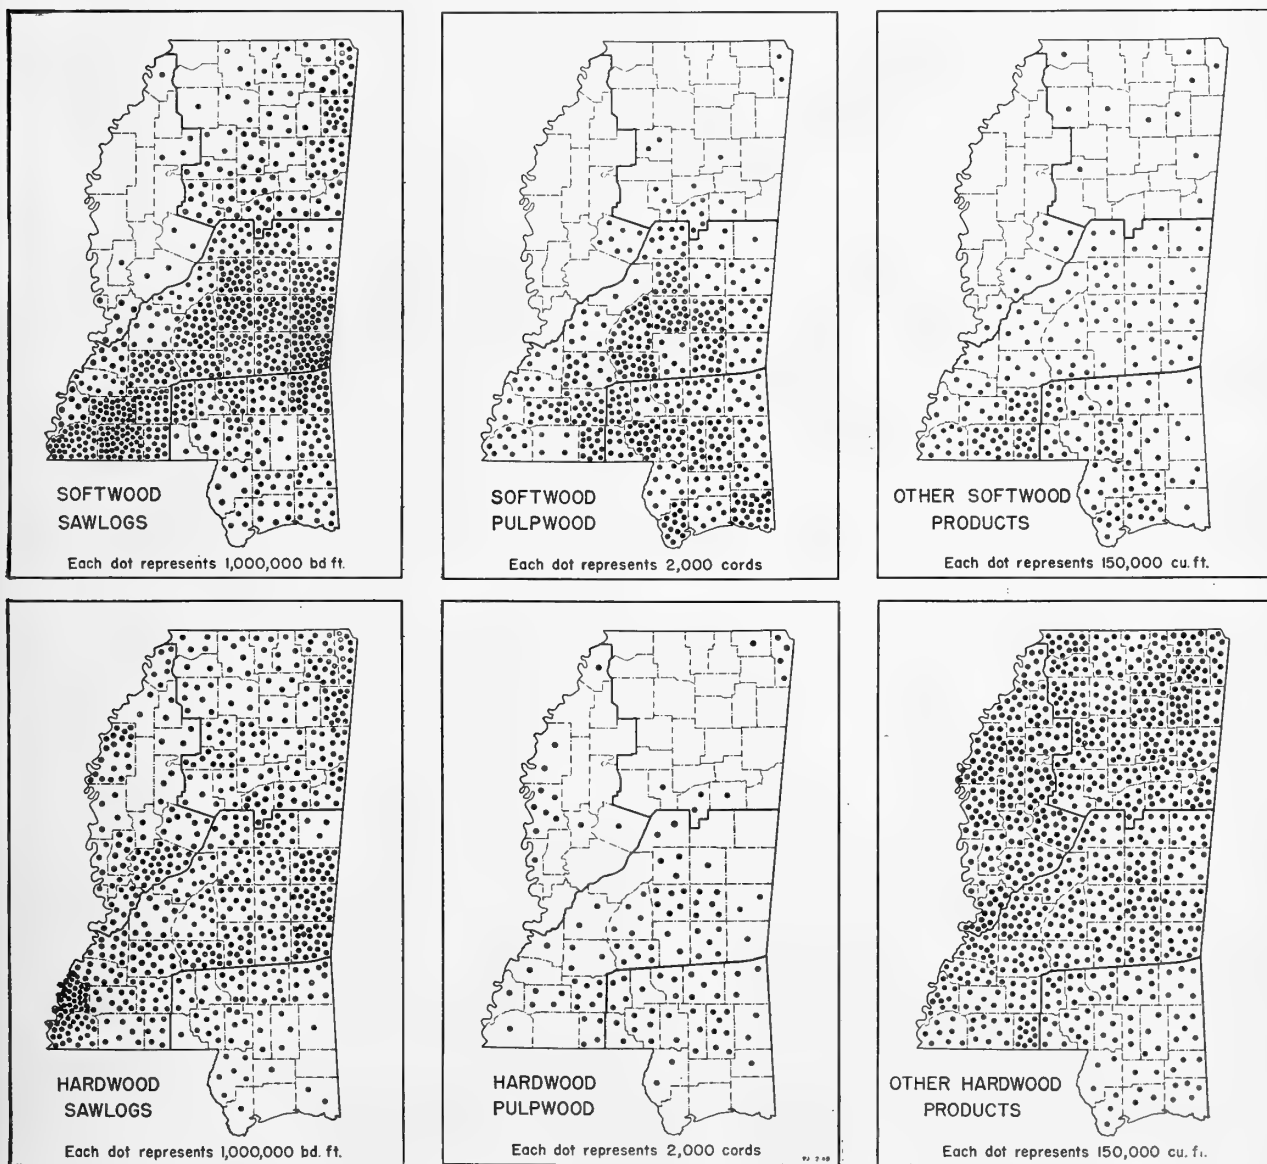 SOFTWOOD
SAWLOGS
Each dot represents 1,000,000 bd ft.
SOFTWOOD
PULPWOOD
Each dot represents 2,000 cords
OTHER SOFTWOOD
PRODUCTS
Each dot represents 150,000 cu. ft.
HARDWOOD
SAWLOGS
Each dot represents 1,000,000 bd. ft.
HARDWOOD
PULPWOOD
Each dot represents 2,000 cords
OTHER HARDWOOD
PRODUCTS
Each dot represents 150,000 cu. ft.